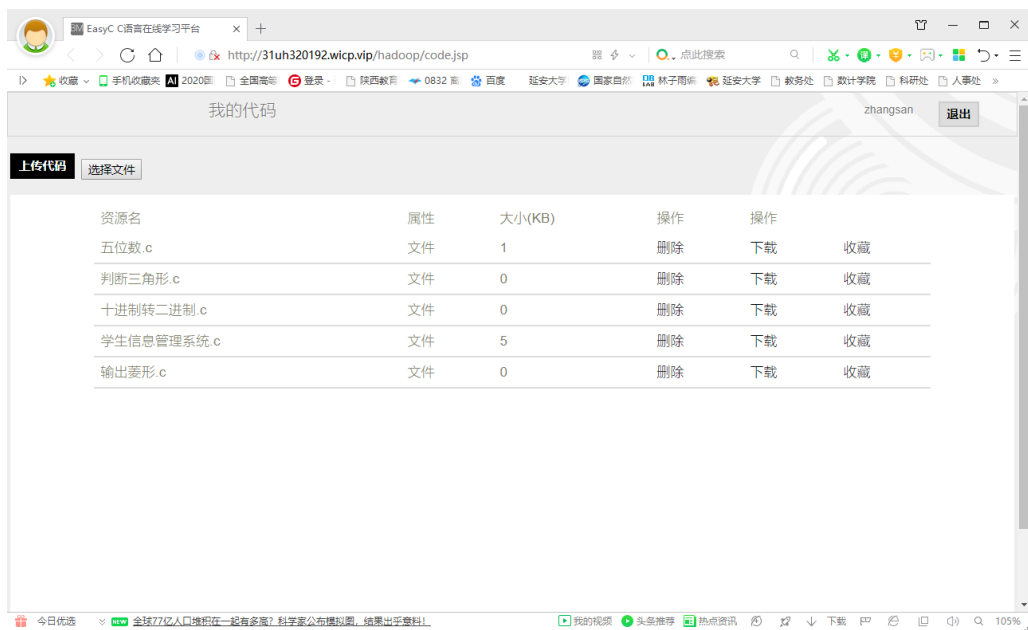 EasyC C语言在线学习平台
http://31uh320192.wicp.vip/hadoop/code.jsp
点此搜索
收藏 手机收藏夹 2020国 全国高等 登录 - 陕西教育 0832 高 百度 延安大学 国家自然 林子雨编 延安大学 教务处 数计学院 科研处 人事处 »
我的代码 zhangsan 退出
上传代码 选择文件
资源名 属性 大小(KB) 操作 操作
五位数.c 文件 1 删除 下载 收藏
判断三角形.c 文件 0 删除 下载 收藏
十进制转二进制.c 文件 0 删除 下载 收藏
学生信息管理系统.c 文件 5 删除 下载 收藏
输出菱形.c 文件 0 删除 下载 收藏
今日优选 NEW 全球77亿人口堆积在一起有多高？科学家公布模拟图，结果出乎意料！ 我的视频 头条推荐 热点资讯 下载 105%